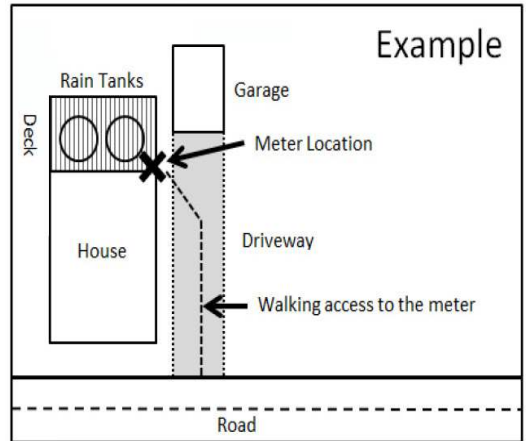 Example
Rain Tanks
Garage
Deck
Meter Location
House
Driveway
Walking access to the meter
Road